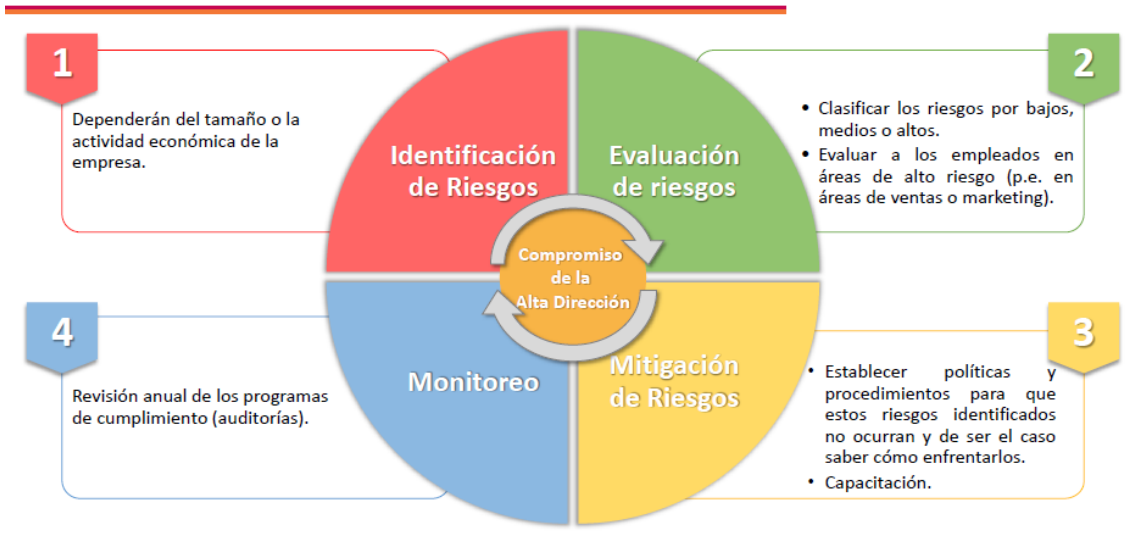 1
Dependerán del tamaño o la
actividad económica de la
empresa.
Identificación
de Riesgos
Evaluación
de riesgos
2
• Clasificar los riesgos por bajos,
medios o altos.
• Evaluar a los empleados en
áreas de alto riesgo (p.e. en
áreas de ventas o marketing).
Compromiso
de la
Alta Dirección
4
Revisión anual de los programas
de cumplimiento (auditorías).
Monitoreo
Mitigación
de Riesgos
3
• Establecer políticas y
procedimientos para que
estos riesgos identificados
no ocurran y de ser el caso
saber cómo enfrentarlos.
• Capacitación.